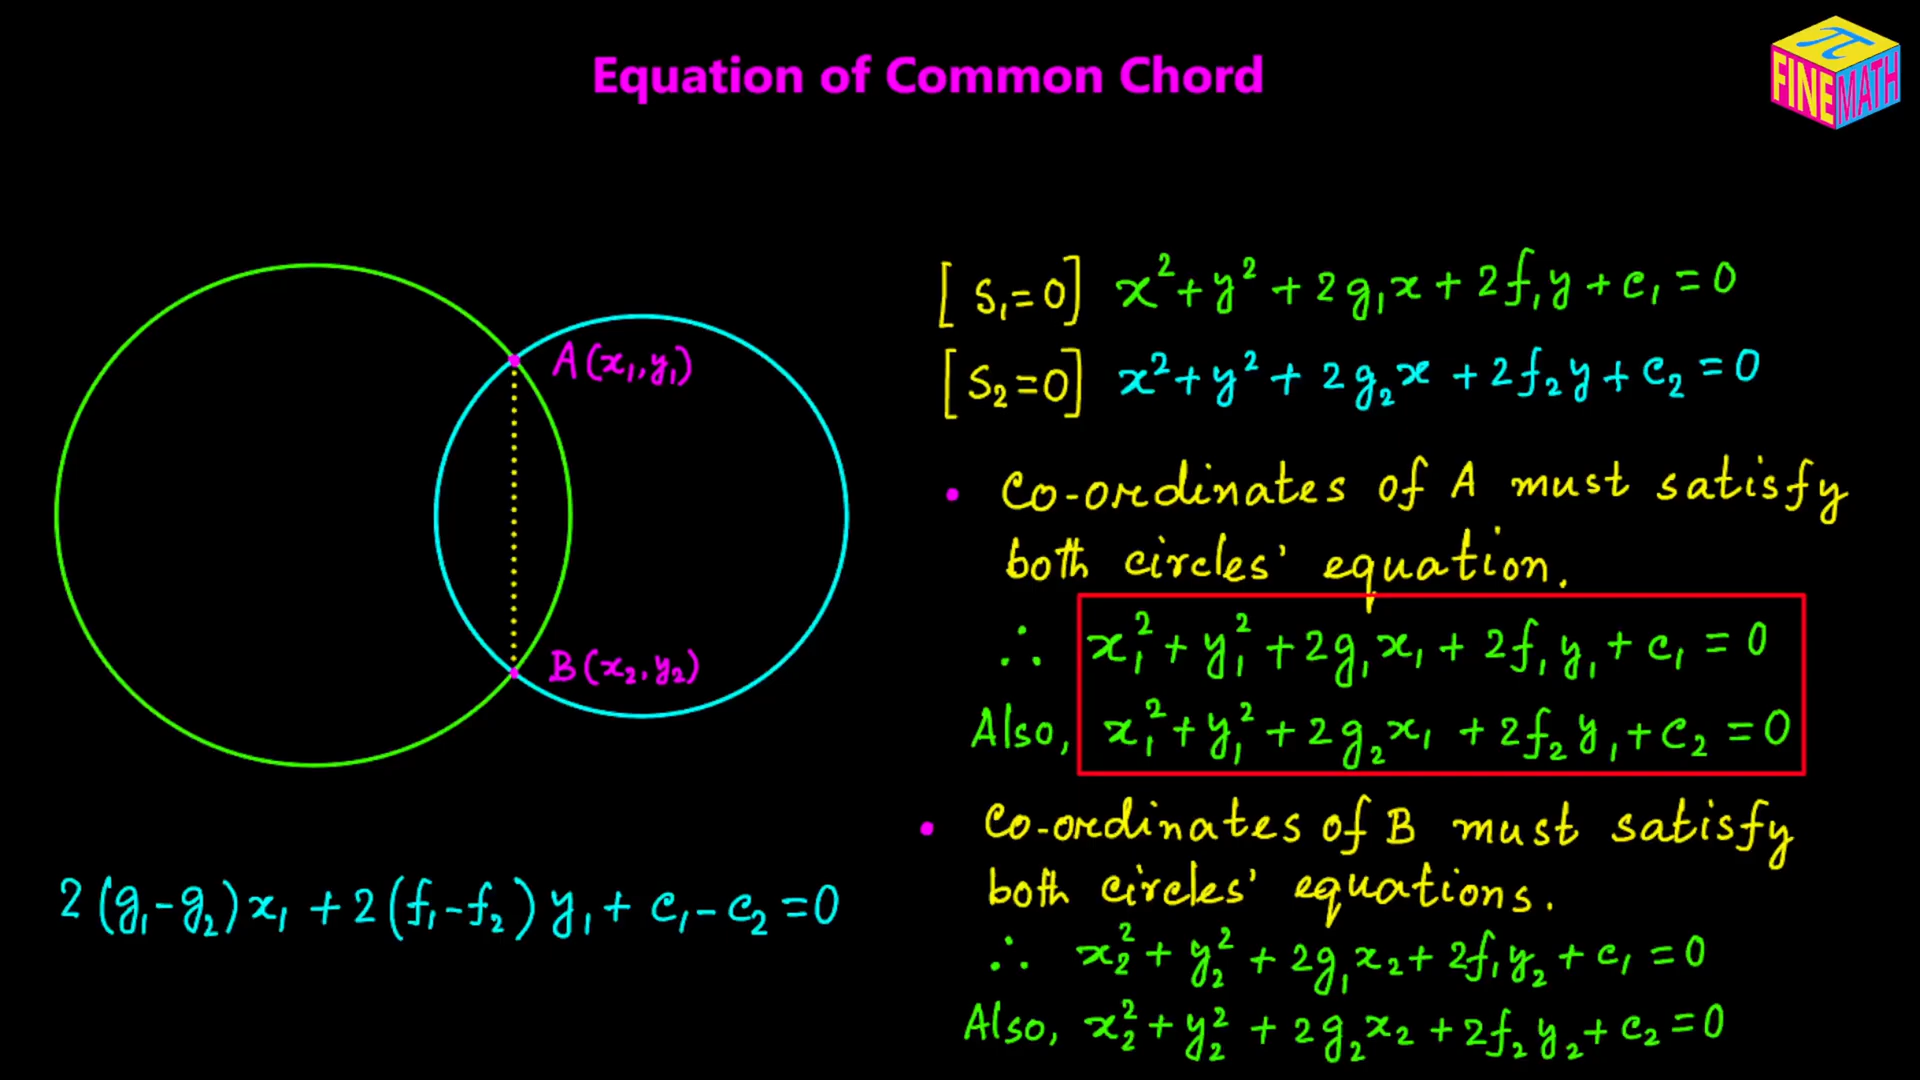 Equation of Common Chord
π
FINE MATH
[S₁=0] x²+y²+2g₁x+2f₁y+c₁=0
[S₂=0] x²+y²+2g₂x+2f₂y+c₂=0
A(x₁,y₁)
B(x₂,y₂)
• Co-ordinates of A must satisfy
both circles' equation.
∴ x₁²+y₁²+2g₁x₁+2f₁y₁+c₁=0
Also, x₁²+y₁²+2g₂x₁+2f₂y₁+c₂=0
• Co-ordinates of B must satisfy
both circles' equations.
∴ x₂²+y₂²+2g₁x₂+2f₁y₂+c₁=0
Also, x₂²+y₂²+2g₂x₂+2f₂y₂+c₂=0
2(g₁-g₂)x₁+2(f₁-f₂)y₁+c₁-c₂=0